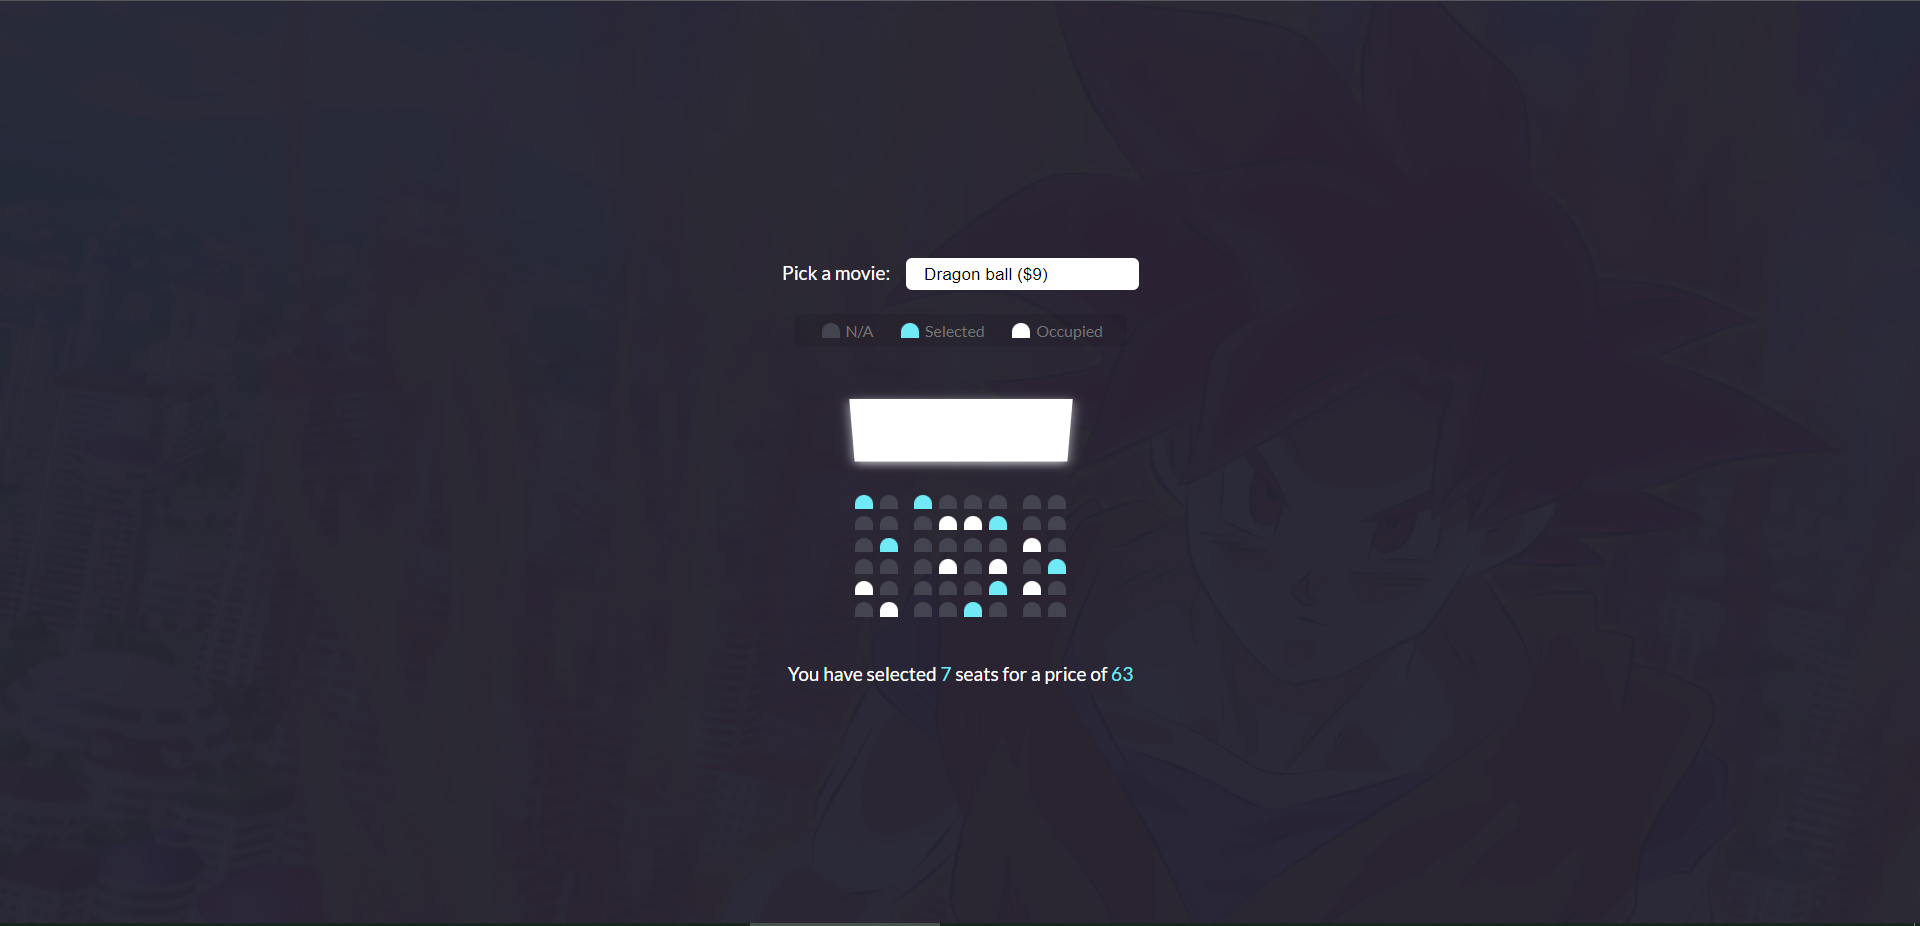 Pick a movie: Dragon ball ($9)
N/A Selected Occupied
You have selected 7 seats for a price of 63